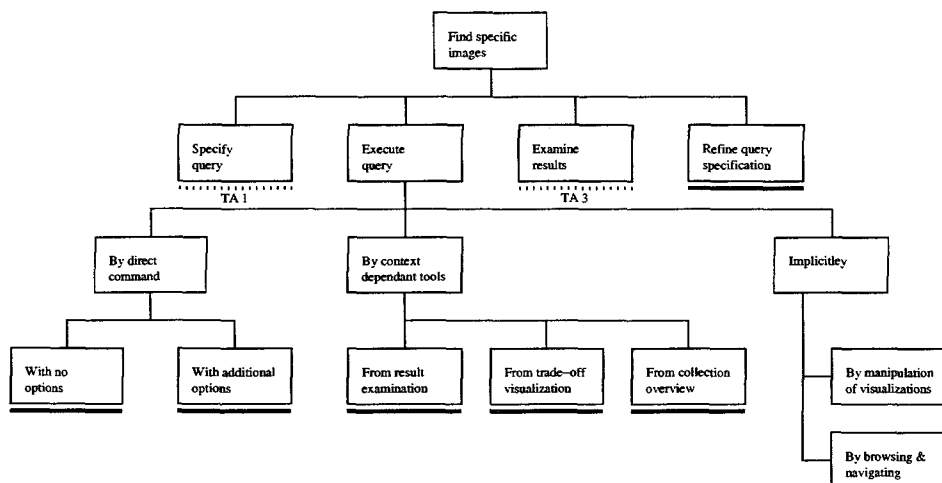 Find specific
images
Specify
query
Execute
query
Examine
results
Refine query
specification
TA 1
TA 3
By direct
command
By context
dependant tools
Implicitley
With no
options
With additional
options
From result
examination
From trade-off
visualization
From collection
overview
By manipulation
of visualizations
By browsing &
navigating